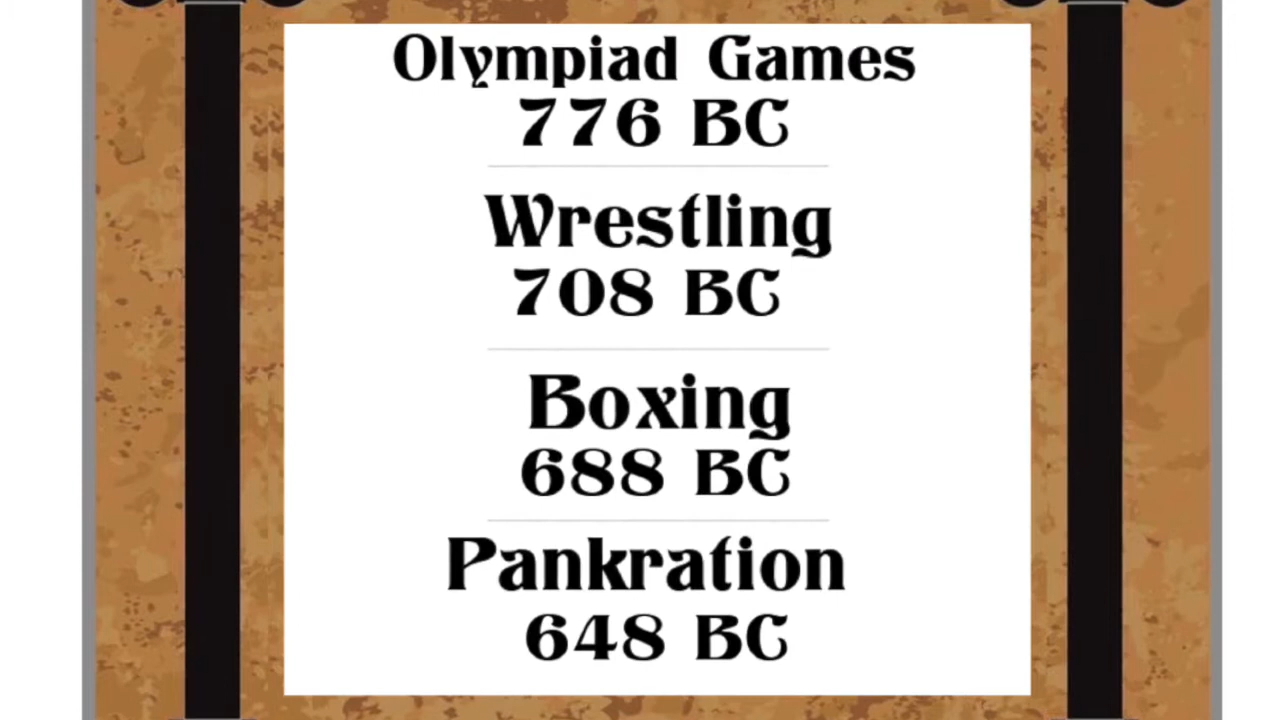 Olympiad Games
776 BC
Wrestling
708 BC
Boxing
688 BC
Pankration
648 BC